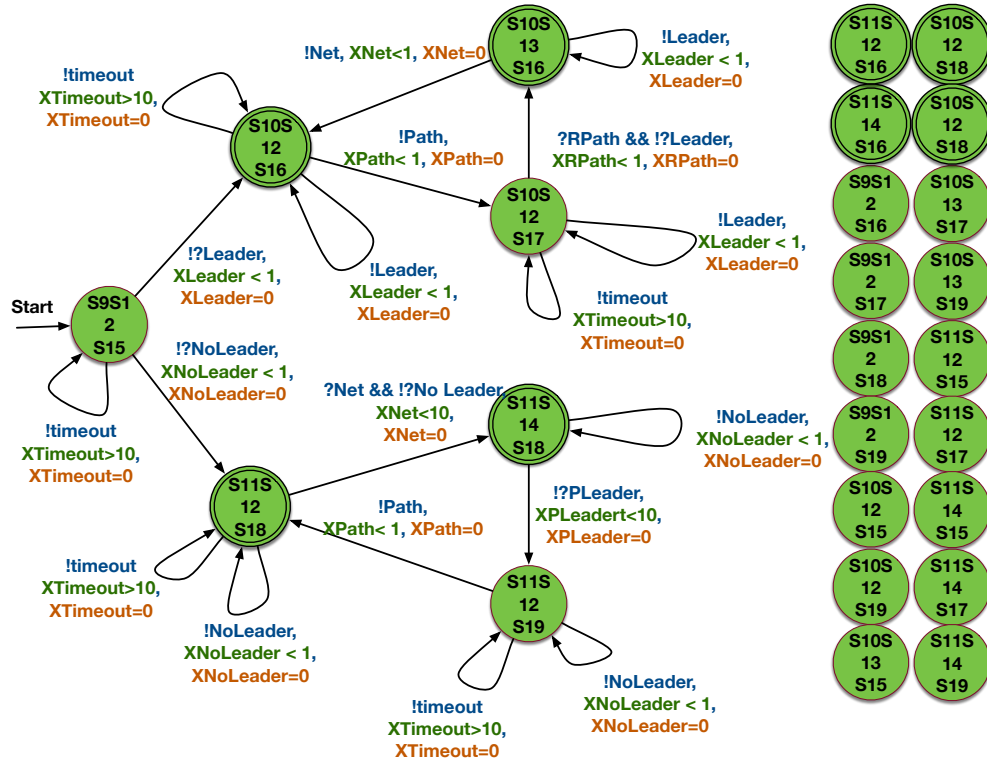 S10S
13
S16
!Net, XNet<1, XNet=0
!Leader,
XLeader < 1,
XLeader=0
!timeout
XTimeout>10,
XTimeout=0
S10S
12
S16
!Path,
XPath< 1, XPath=0
?RPath && !?Leader,
XRPath< 1, XRPath=0
S10S
12
S17
!Leader,
XLeader < 1,
XLeader=0
!?Leader,
XLeader < 1,
XLeader=0
!Leader,
XLeader < 1,
XLeader=0
!timeout
XTimeout>10,
XTimeout=0
Start
S9S1
2
S15
!?NoLeader,
XNoLeader < 1,
XNoLeader=0
!timeout
XTimeout>10,
XTimeout=0
?Net && !?No Leader,
XNet<10,
XNet=0
S11S
14
S18
!NoLeader,
XNoLeader < 1,
XNoLeader=0
S11S
12
S18
!Path,
XPath< 1, XPath=0
!?PLeader,
XPLeadert<10,
XPLeader=0
!timeout
XTimeout>10,
XTimeout=0
!NoLeader,
XNoLeader < 1,
XNoLeader=0
S11S
12
S19
!timeout
XTimeout>10,
XTimeout=0
!NoLeader,
XNoLeader < 1,
XNoLeader=0
S11S
12
S16
S10S
12
S18
S11S
14
S16
S10S
12
S18
S9S1
2
S16
S10S
13
S17
S9S1
2
S17
S10S
13
S19
S9S1
2
S18
S11S
12
S15
S9S1
2
S19
S11S
12
S17
S10S
12
S15
S11S
14
S15
S10S
12
S19
S11S
14
S17
S10S
13
S15
S11S
14
S19